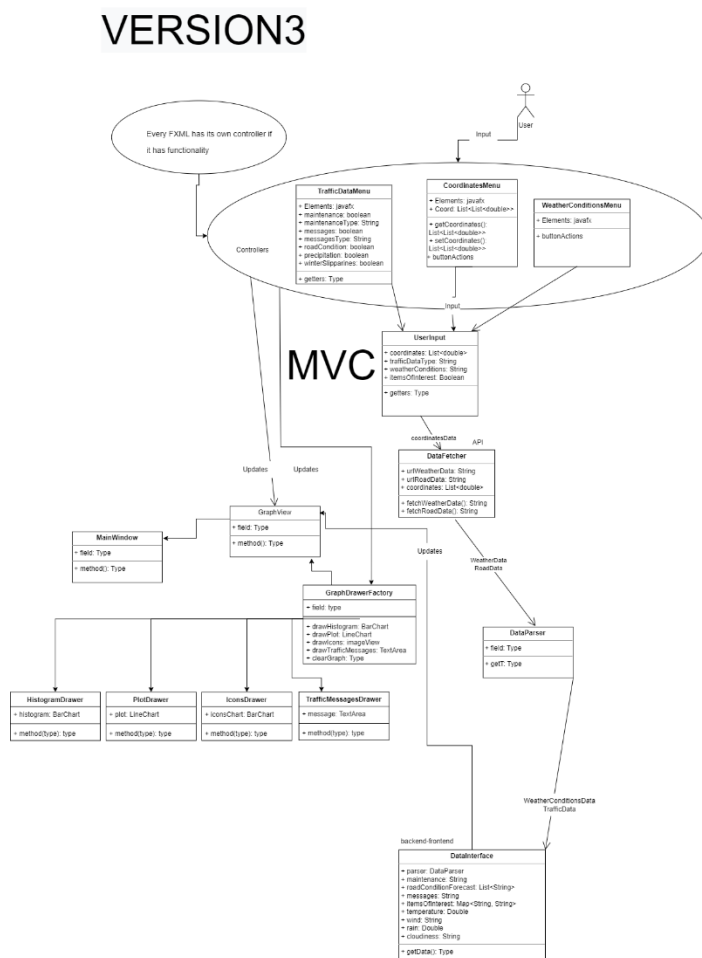 VERSION3
Every FXML has its own controller if
it has functionality
User
Input
Controllers
TrafficDataMenu
+ Elements: javafx
+ maintenance: boolean
+ maintenanceType: String
+ messages: boolean
+ messagesType: String
+ roadCondition: boolean
+ precipitation: boolean
+ winterSlipparines: boolean
+ getters: Type
CoordinatesMenu
+ Elements: javafx
+ Coord: List<List<double>>
+ getCoordinates():
List<List<double>>
+ setCoordinates():
List<List<double>>
+ buttonActions
WeatherConditionsMenu
+ Elements: javafx
+ buttonActions
Input
MVC
UserInput
+ coordinates: List<double>
+ trafficDataType: String
+ weatherConditions: String
+ itemsOfInterest: Boolean
+ getters: Type
coordinatesData
API
DataFetcher
+ urlWeatherData: String
+ urlRoadData: String
+ coordinates: List<double>
+ fetchWeatherData(): String
+ fetchRoadData(): String
Updates
Updates
GraphView
+ field: Type
+ method(): Type
MainWindow
+ field: Type
+ method(): Type
Updates
WeatherData
RoadData
GraphDrawerFactory
+ field: type
+ drawHistogram: BarChart
+ drawPlot: LineChart
+ drawIcons: imageView
+ drawTrafficMessages: TextArea
+ clearGraph: Type
DataParser
+ field: Type
+ getT: Type
HistogramDrawer
+ histogram: BarChart
+ method(type): type
PlotDrawer
+ plot: LineChart
+ method(type): type
IconsDrawer
+ iconsChart: BarChart
+ method(type): type
TrafficMessagesDrawer
+ message: TextArea
+ method(type): type
WeatherConditionsData
TrafficData
backend-frontend
DataInterface
+ parser: DataParser
+ maintenance: String
+ roadConditionForecast: List<String>
+ messages: String
+ itemsOfInterest: Map<String, String>
+ temperature: Double
+ wind: String
+ rain: Double
+ cloudiness: String
+ getData(): Type